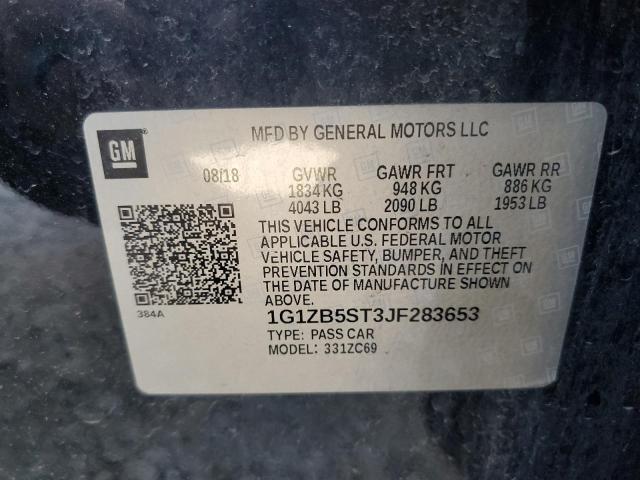 GM
MFD BY GENERAL MOTORS LLC
08/18 GVWR GAWR FRT GAWR RR
1834 KG 948 KG 886 KG
4043 LB 2090 LB 1953 LB
THIS VEHICLE CONFORMS TO ALL
APPLICABLE U.S. FEDERAL MOTOR
VEHICLE SAFETY, BUMPER, AND THEFT
PREVENTION STANDARDS IN EFFECT ON
THE DATE OF MANUFACTURE SHOWN
ABOVE.
384A
1G1ZB5ST3JF283653
TYPE: PASS CAR
MODEL: 331ZC69